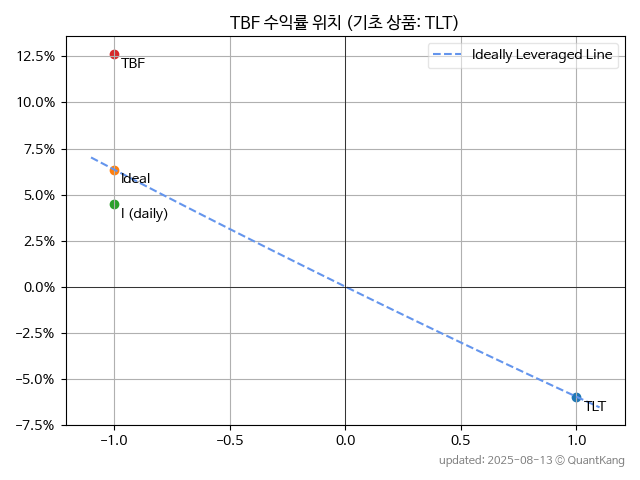 TBF 수익률 위치 (기초 상품: TLT)
Ideally Leveraged Line
12.5%
10.0%
7.5%
5.0%
2.5%
0.0%
−2.5%
−5.0%
−7.5%
TBF
Ideal
I (daily)
TLT
−1.0 −0.5 0.0 0.5 1.0
updated: 2025-08-13 © QuantKang